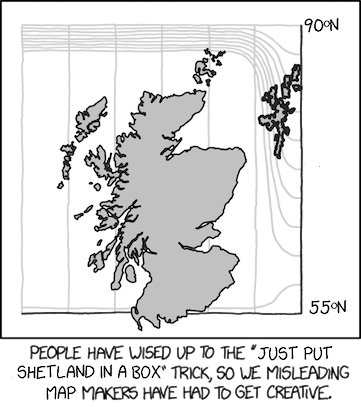 90°N
55°N
PEOPLE HAVE WISED UP TO THE "JUST PUT
SHETLAND IN A BOX" TRICK, SO WE MISLEADING
MAP MAKERS HAVE HAD TO GET CREATIVE.